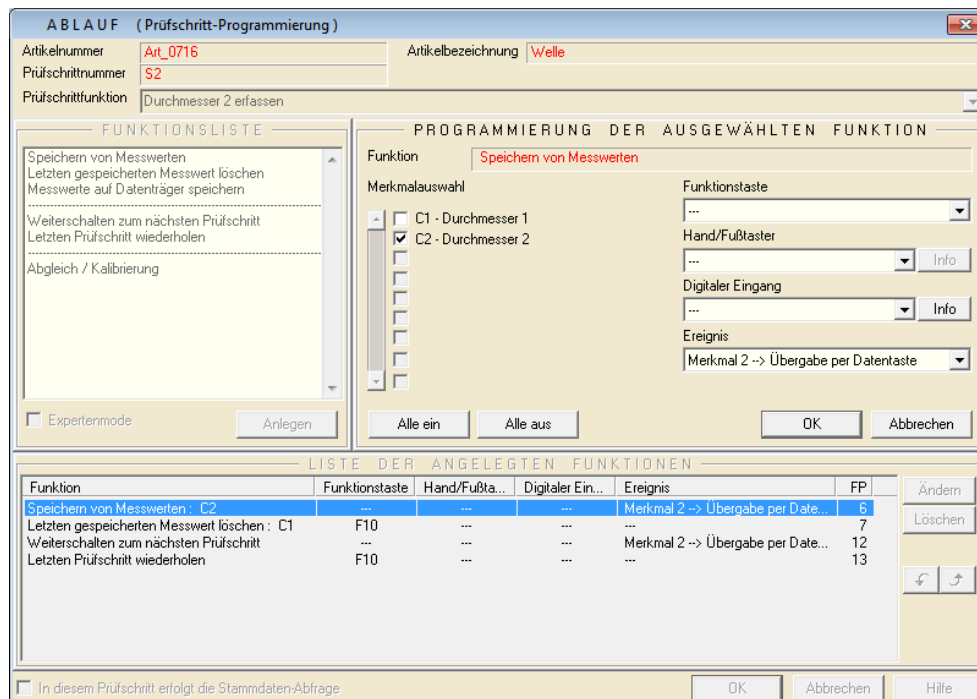 ABLAUF ( Prüfschritt-Programmierung )
Artikelnummer Art_0716 Artikelbezeichnung Welle
Prüfschrittnummer S2
Prüfschrittfunktion Durchmesser 2 erfassen
FUNKTIONSLISTE
Speichern von Messwerten
Letzten gespeicherten Messwert löschen
Messwerte auf Datenträger speichern
Weiterschalten zum nächsten Prüfschritt
Letzten Prüfschritt wiederholen
Abgleich / Kalibrierung
Expertenmode Anlegen
PROGRAMMIERUNG DER AUSGEWÄHLTEN FUNKTION
Funktion Speichern von Messwerten
Merkmalauswahl
C1 - Durchmesser 1
C2 - Durchmesser 2
Funktionstaste
---
Hand/Fußtaster
--- Info
Digitaler Eingang
--- Info
Ereignis
Merkmal 2 --> Übergabe per Datentaste
Alle ein Alle aus OK Abbrechen
LISTE DER ANGELEGTEN FUNKTIONEN
Funktion Funktionstaste Hand/Fußta... Digitaler Ein... Ereignis FP
Speichern von Messwerten : C2 --- --- --- Merkmal 2 --> Übergabe per Date... 6
Letzten gespeicherten Messwert löschen : C1 F10 --- --- --- 7
Weiterschalten zum nächsten Prüfschritt --- --- --- Merkmal 2 --> Übergabe per Date... 12
Letzten Prüfschritt wiederholen F10 --- --- --- 13
Ändern
Löschen
In diesem Prüfschritt erfolgt die Stammdaten-Abfrage OK Abbrechen Hilfe